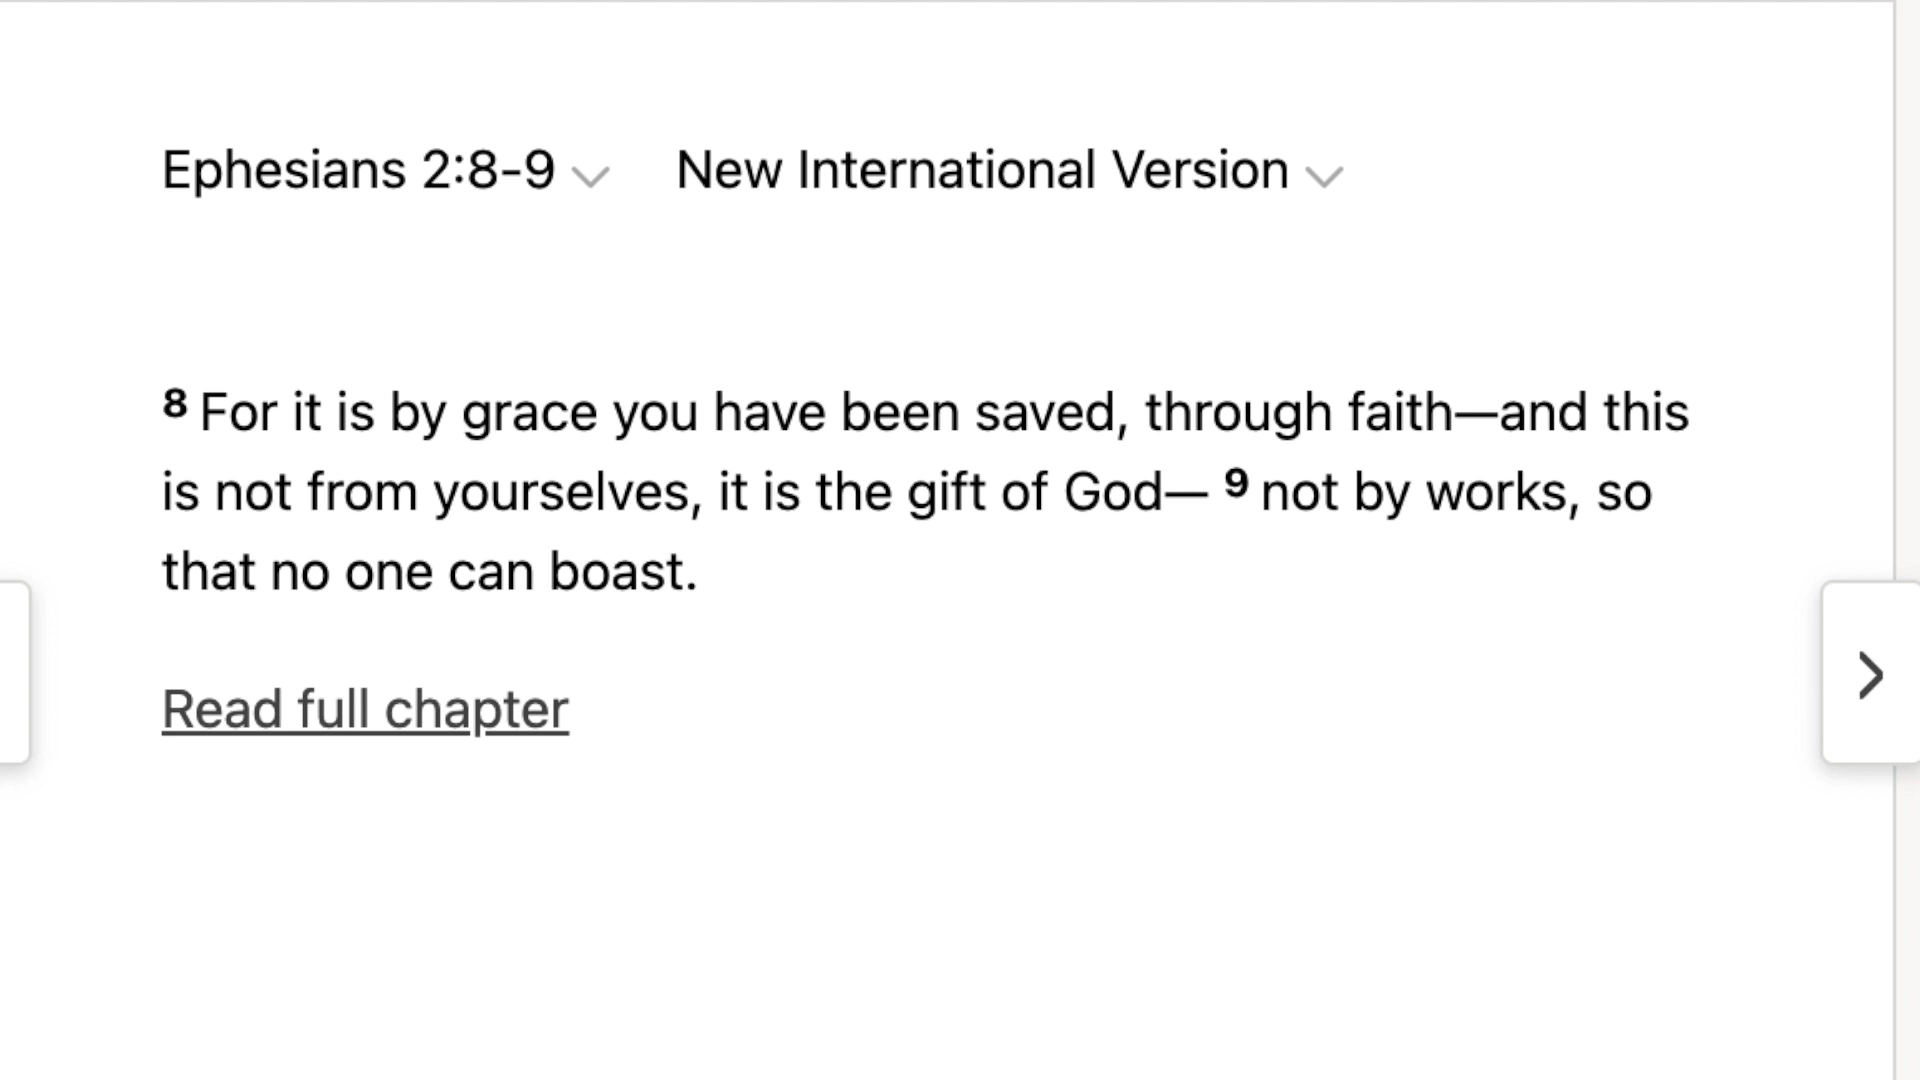 Ephesians 2:8-9 New International Version
8 For it is by grace you have been saved, through faith—and this
is not from yourselves, it is the gift of God— 9 not by works, so
that no one can boast.
Read full chapter